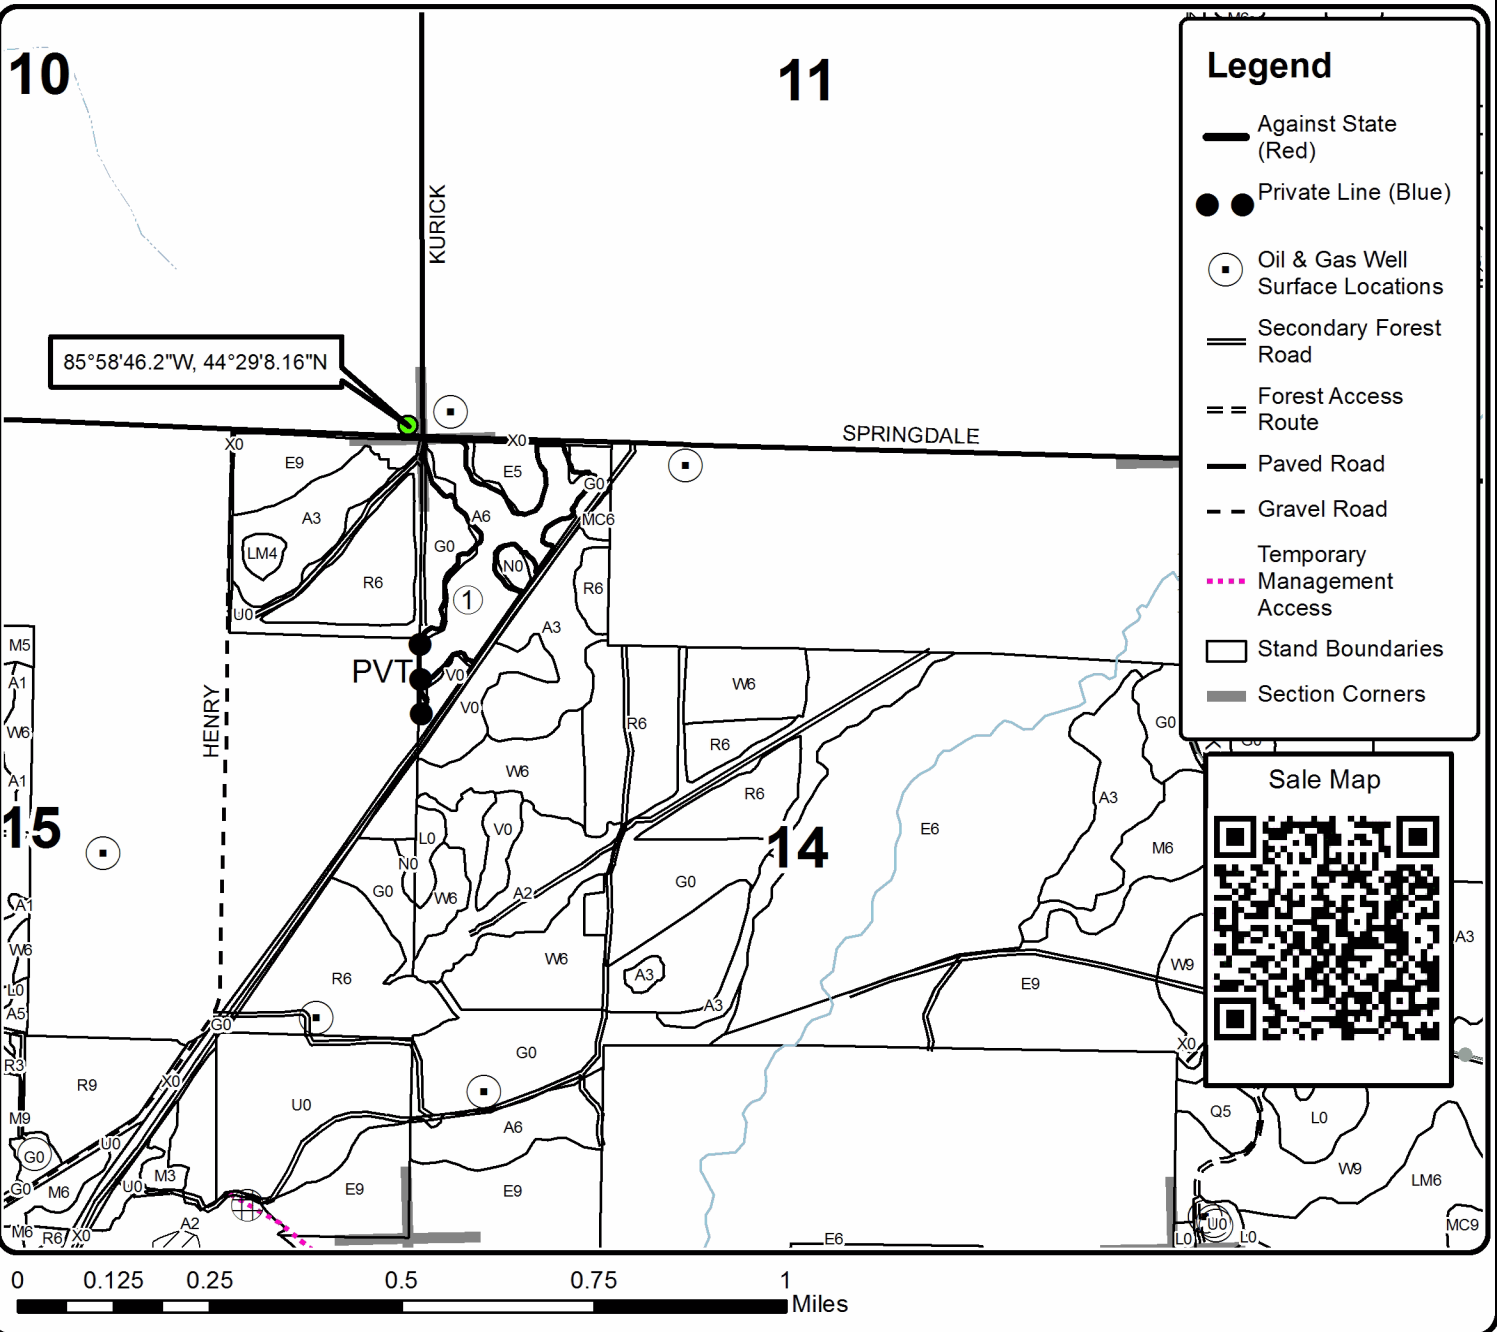 10
11
KURICK
85°58'46.2"W, 44°29'8.16"N
SPRINGDALE
X0
X0
E9
E5
G0
A3
A6
MC6
LM4
G0
N0
R6
R6
1
U0
A3
M5
PVT
V0
W6
A1
V0
HENRY
R6
G0
W6
R6
W6
A1
R6
A3
15
L0
V0
14
E6
M6
N0
G0
W6
A2
G0
A1
W6
W6
A3
W9
A3
R6
E9
L0
A3
A5
G0
G0
X0
R3
R9
X0
U0
Q5
L0
M9
A6
U0
G0
W9
M3
G0
M6
U0
E9
E9
LM6
A2
U0
MC9
M6
R6
X0
E6
L0
L0
Legend
Against State
(Red)
Private Line (Blue)
Oil & Gas Well
Surface Locations
Secondary Forest
Road
Forest Access
Route
Paved Road
Gravel Road
Temporary
Management
Access
Stand Boundaries
Section Corners
Sale Map
0
0.125
0.25
0.5
0.75
1
Miles